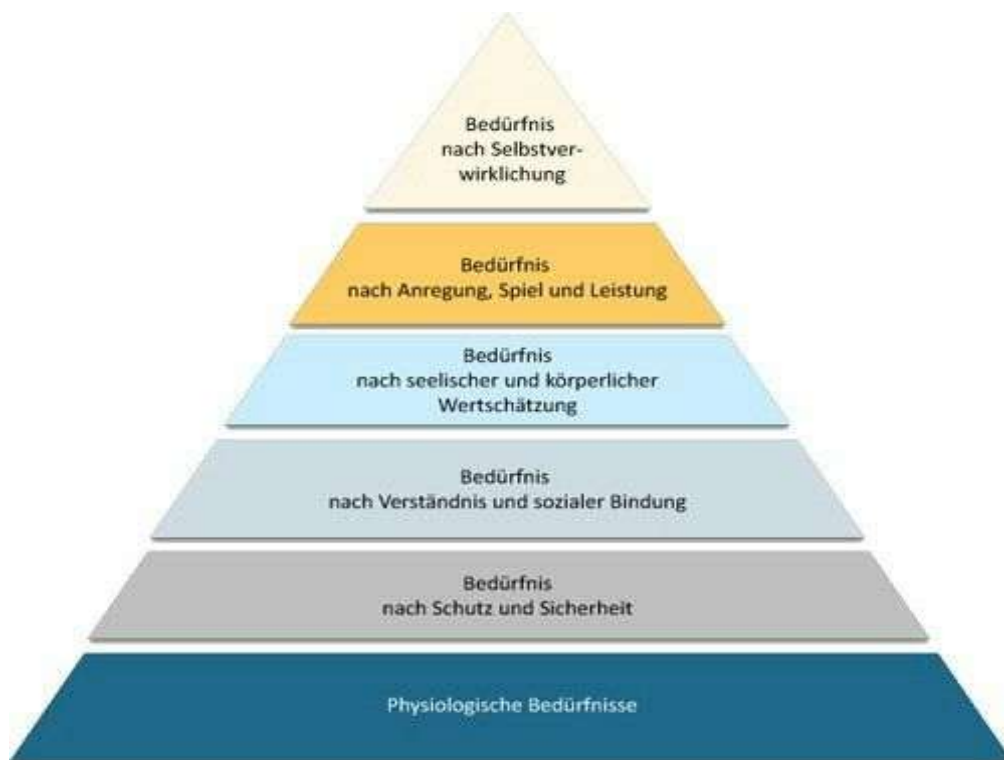 Bedürfnis
nach Selbstver-
wirklichung
Bedürfnis
nach Anregung, Spiel und Leistung
Bedürfnis
nach seelischer und körperlicher
Wertschätzung
Bedürfnis
nach Verständnis und sozialer Bindung
Bedürfnis
nach Schutz und Sicherheit
Physiologische Bedürfnisse